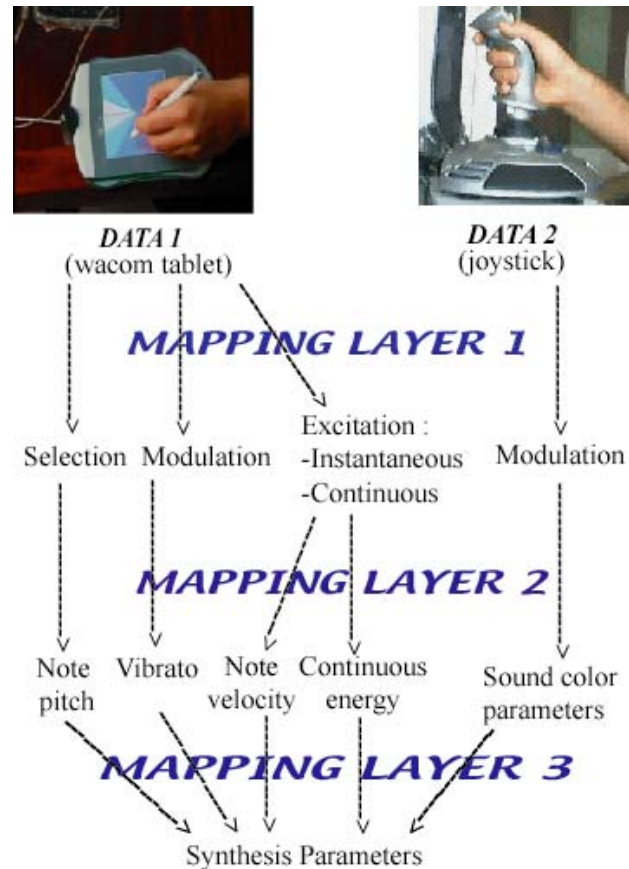 DATA 1
(wacom tablet)
DATA 2
(joystick)
MAPPING LAYER 1
Selection
Modulation
Excitation :
-Instantaneous
-Continuous
Modulation
MAPPING LAYER 2
Note
pitch
Vibrato
Note
velocity
Continuous
energy
Sound color
parameters
MAPPING LAYER 3
Synthesis Parameters